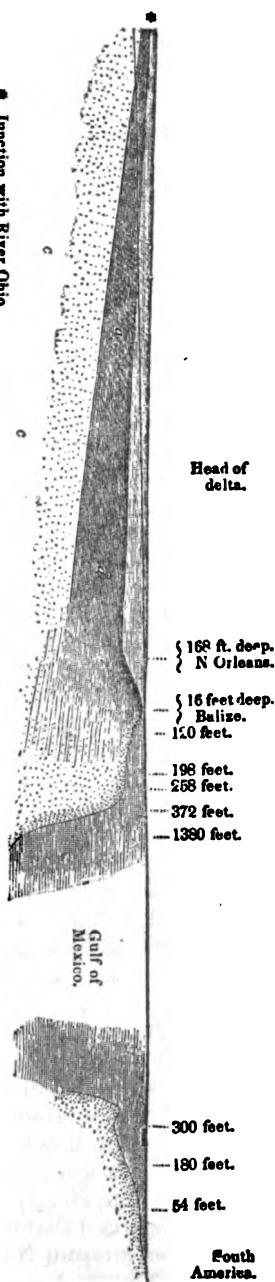 *
* Junction with River Ohio
c
a
c
a
Head of
delta.
168 ft. deep.
N Orleans.
16 feet deep.
Balize.
120 feet.
198 feet.
258 feet.
372 feet.
1380 feet.
Gulf of
Mexico.
300 feet.
180 feet.
54 feet.
South
America.